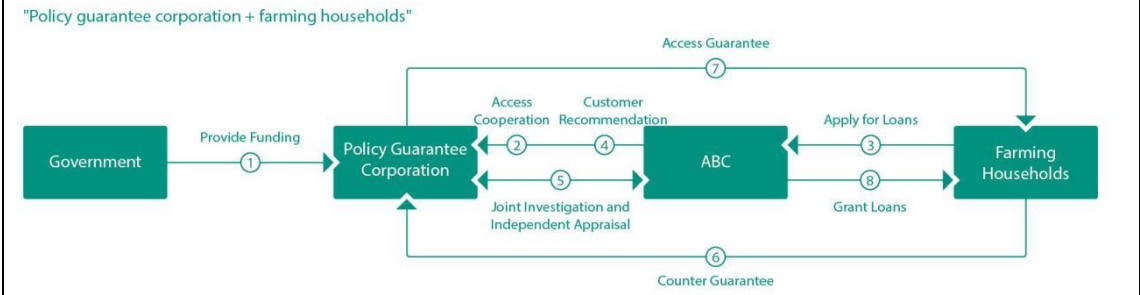 "Policy guarantee corporation + farming households"
Access Guarantee
7
Access
Cooperation
Customer
Recommendation
Apply for Loans
Provide Funding
2
4
3
Government
1
Policy Guarantee
Corporation
ABC
Farming
Households
5
8
Joint Investigation and
Independent Appraisal
Grant Loans
6
Counter Guarantee